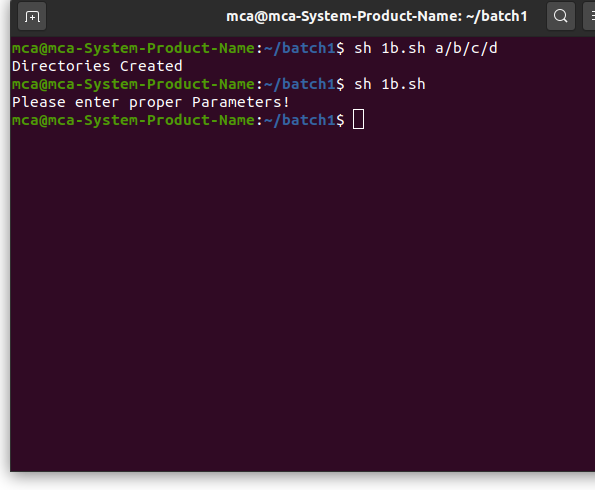 mca@mca-System-Product-Name: ~/batch1
mca@mca-System-Product-Name:~/batch1$ sh 1b.sh a/b/c/d
Directories Created
mca@mca-System-Product-Name:~/batch1$ sh 1b.sh
Please enter proper Parameters!
mca@mca-System-Product-Name:~/batch1$